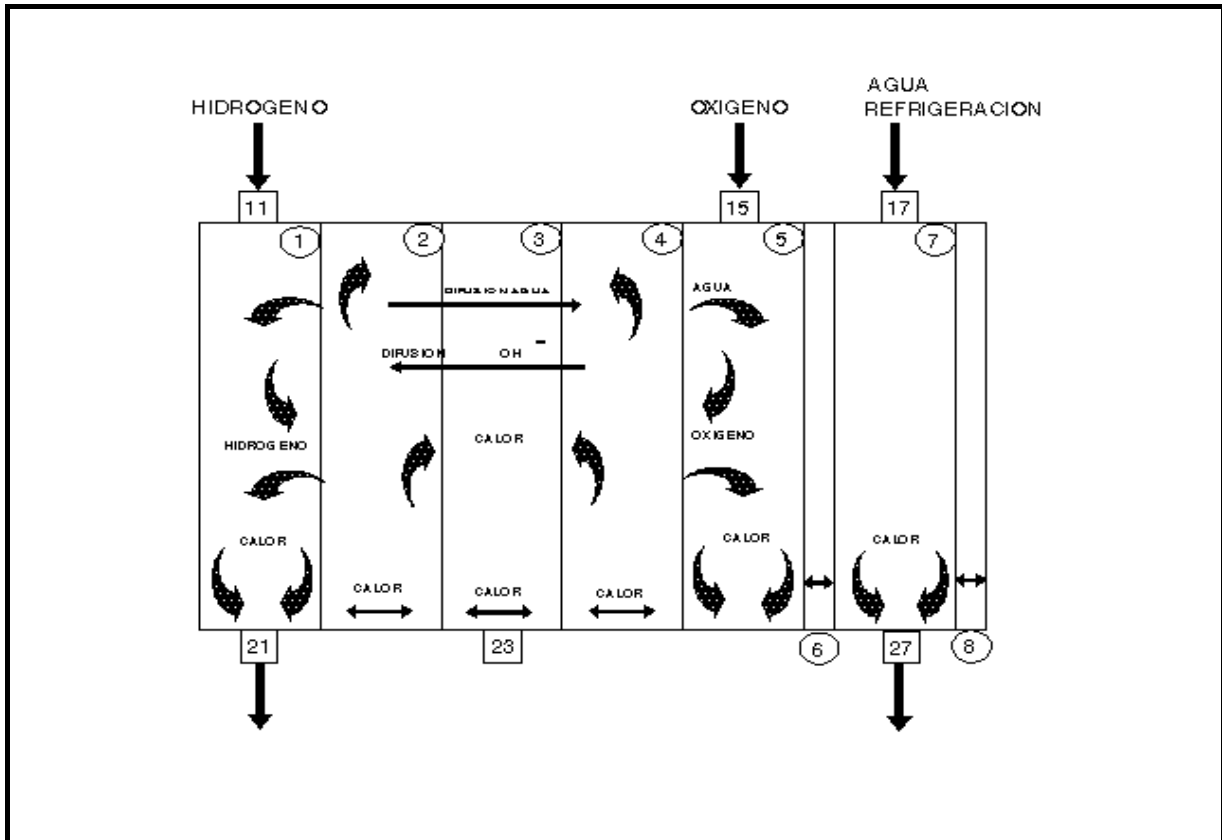 HIDROGENO
OXIGENO
AGUA
REFRIGERACION
11
15
17
1
2
3
4
5
7
DIFUSION AGUA
AGUA
DIFUSION OH -
HIDROGENO
CALOR
OXIGENO
CALOR
CALOR
CALOR
CALOR
CALOR
CALOR
21
23
6
27
8